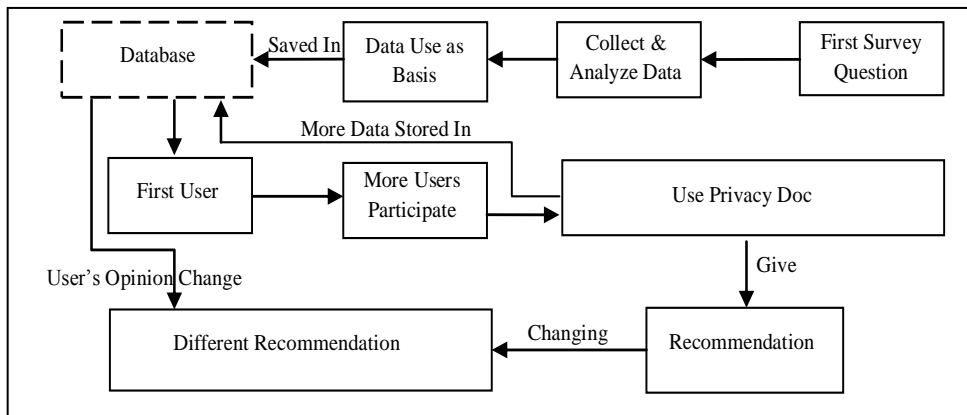 Database
Saved In
Data Use as
Basis
Collect &
Analyze Data
First Survey
Question
More Data Stored In
First User
More Users
Participate
Use Privacy Doc
User's Opinion Change
Give
Different Recommendation
Changing
Recommendation